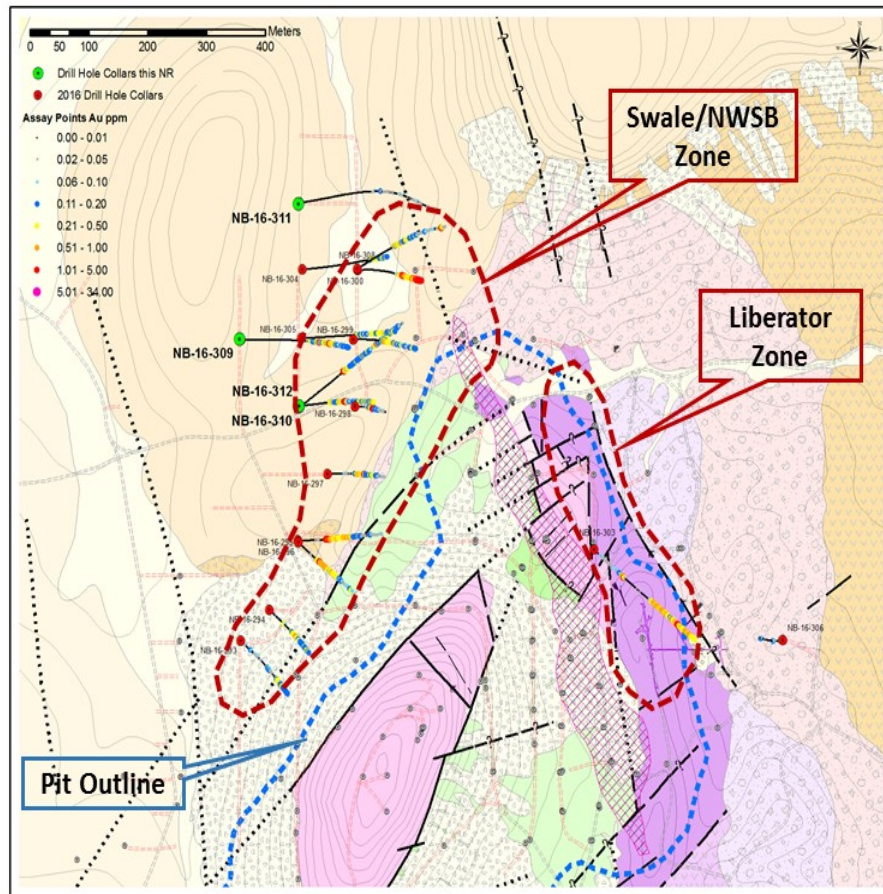 Meters
0 50 100 200 300 400
Drill Hole Collars this NR
2016 Drill Hole Collars
Assay Points Au ppm
0.00 - 0.01
0.02 - 0.05
0.06 - 0.10
0.11 - 0.20
0.21 - 0.50
0.51 - 1.00
1.01 - 5.00
5.01 - 34.00
Swale/NWSB
Zone
NB-16-311
NB-16-308
NB-16-304
NB-16-300
Liberator
Zone
NB-16-305
NB-16-299
NB-16-309
NB-16-312
NB-16-310
NB-16-298
NB-16-297
NB-16-303
NB-16-294
NB-16-306
Pit Outline